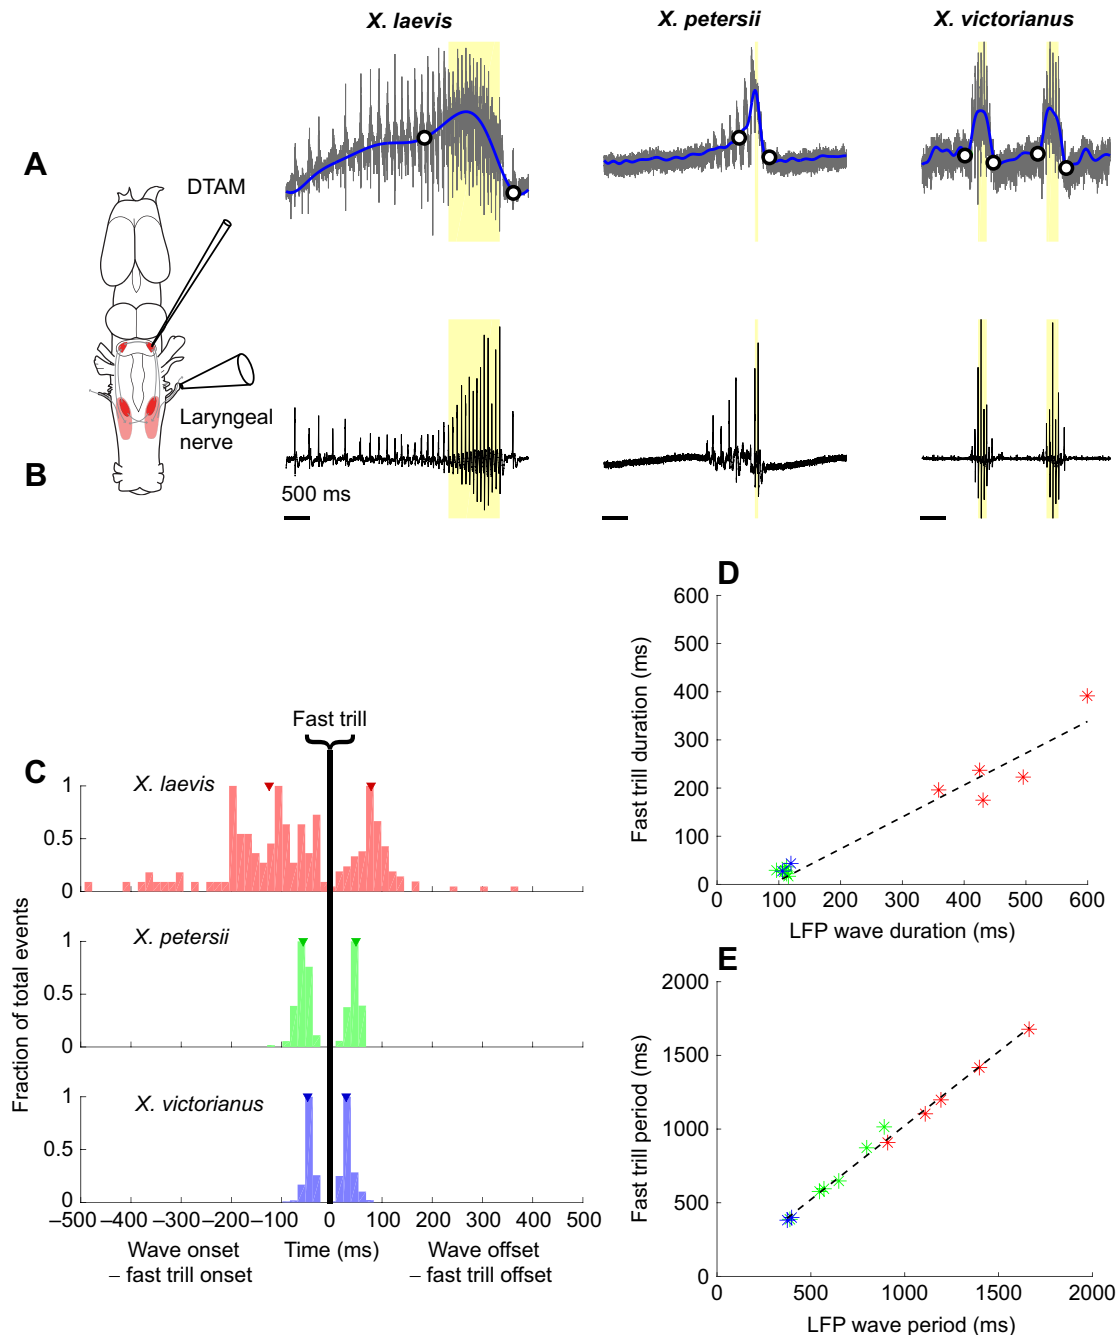 X. laevis
X. petersii
X. victorianus
A
DTAM
Laryngeal
nerve
B
500 ms
C
Fast trill
X. laevis
1
0.5
0
X. petersii
1
0.5
0
X. victorianus
1
0.5
0
Fraction of total events
–500
–400
–300
–200
–100
0
100
200
300
400
500
Wave onset
– fast trill onset
Time (ms)
Wave offset
– fast trill offset
D
600
500
400
300
200
100
0
Fast trill duration (ms)
0
100
200
300
400
500
600
LFP wave duration (ms)
E
2000
1500
1000
500
0
Fast trill period (ms)
0
500
1000
1500
2000
LFP wave period (ms)